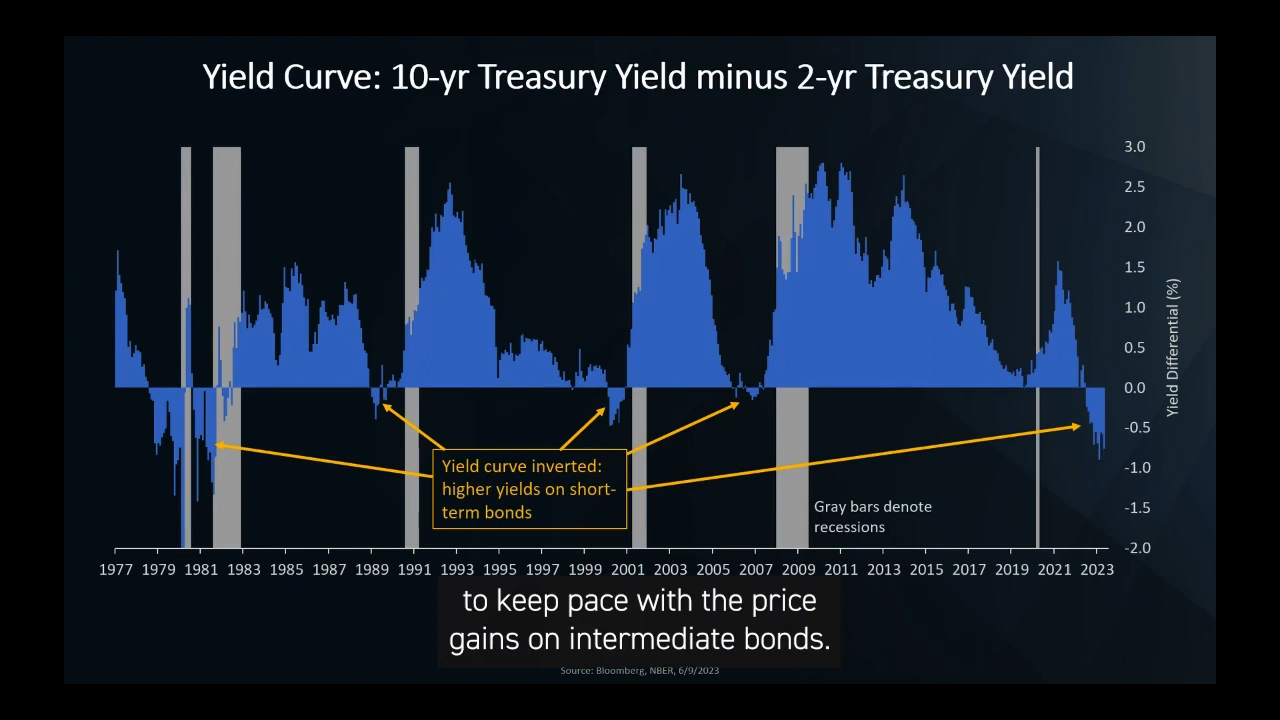 Yield Curve: 10-yr Treasury Yield minus 2-yr Treasury Yield
3.0
2.5
2.0
1.5
1.0
0.5
0.0
-0.5
-1.0
-1.5
-2.0
Yield Differential (%)
Yield curve inverted:
higher yields on short-
term bonds
Gray bars denote
recessions
1977 1979 1981 1983 1985 1987 1989 1991 1993 1995 1997 1999 2001 2003 2005 2007 2009 2011 2013 2015 2017 2019 2021 2023
to keep pace with the price
gains on intermediate bonds.
Source: Bloomberg, NBER, 6/9/2023